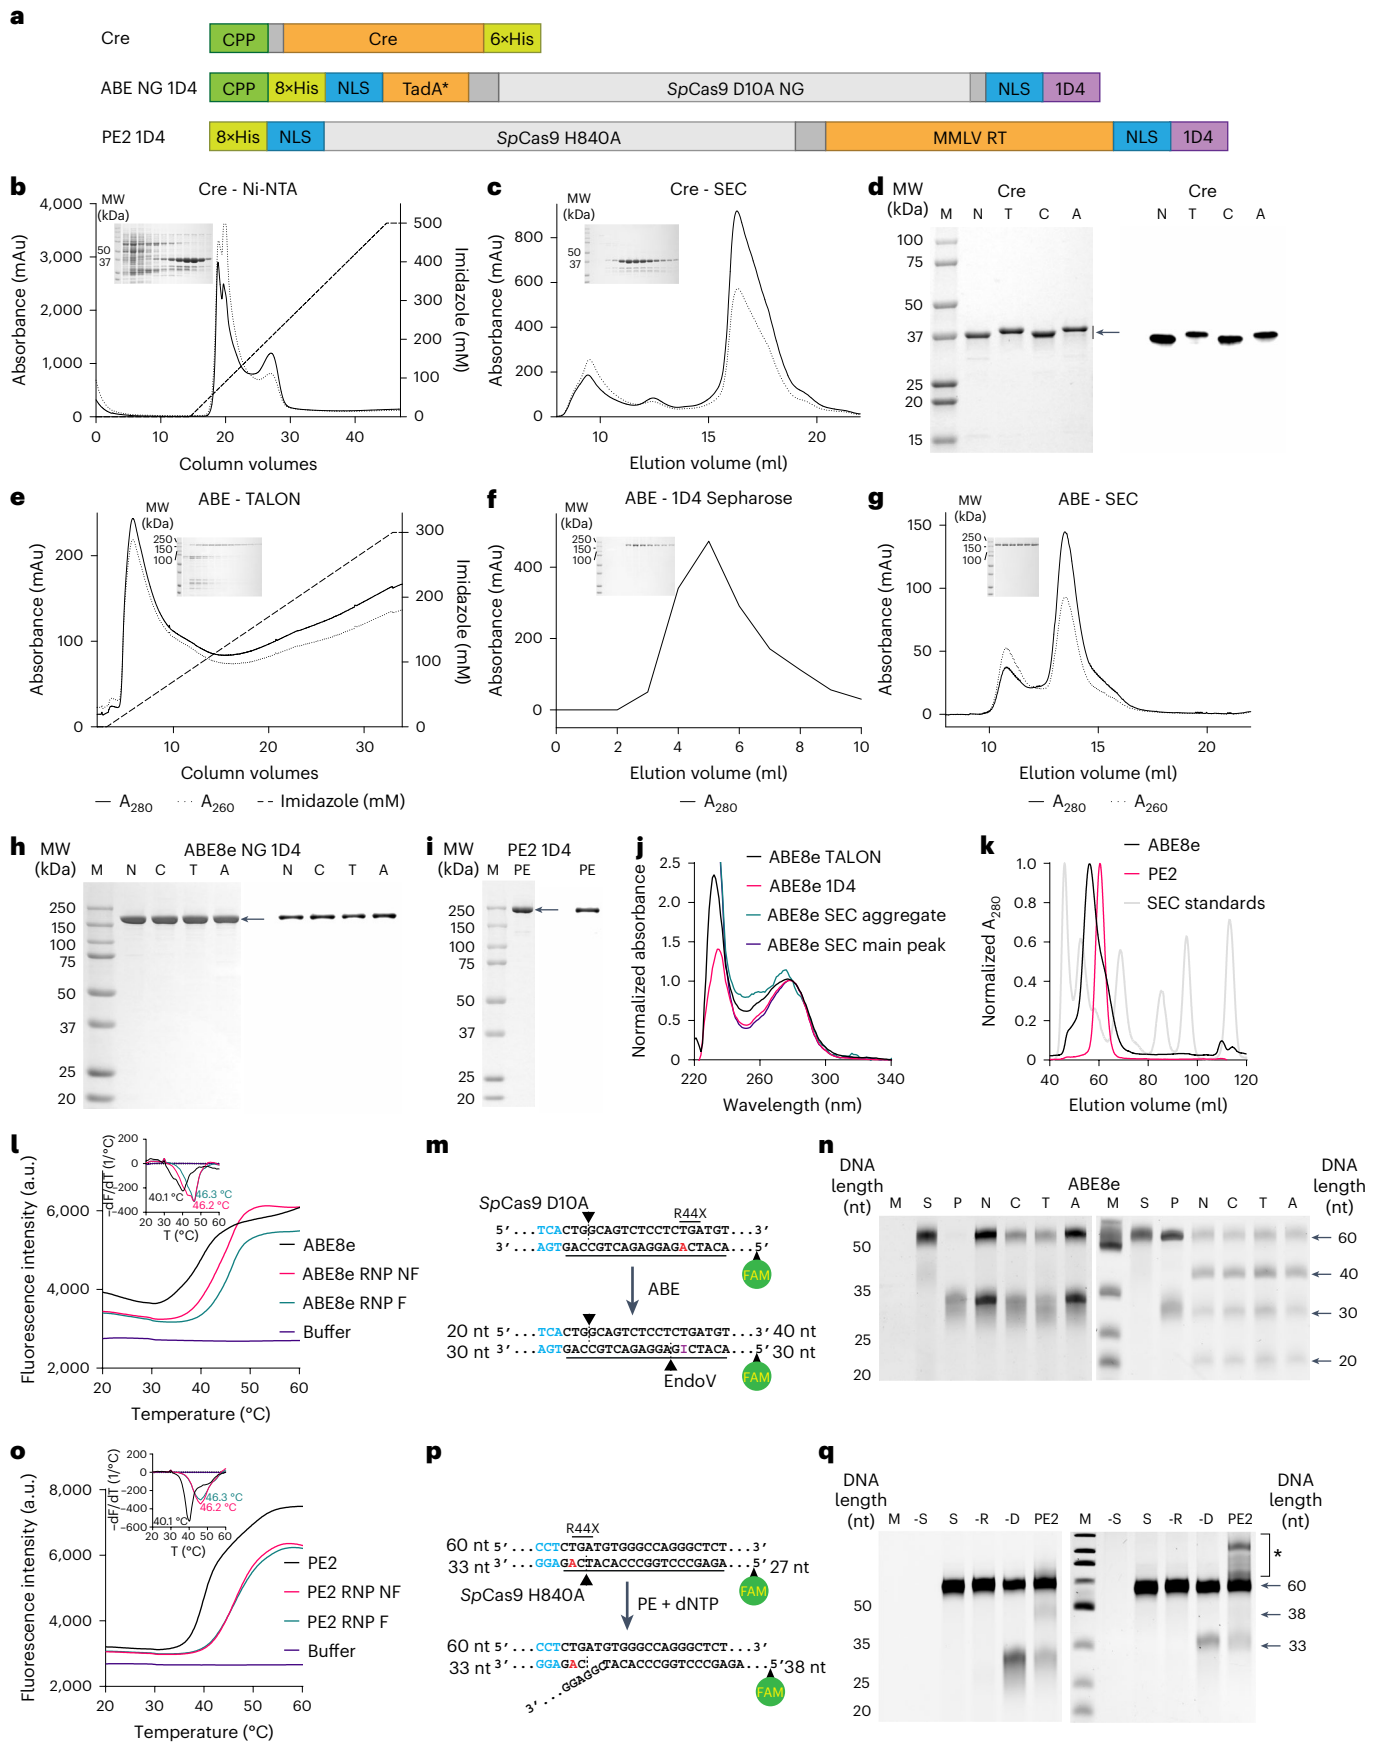 a
Cre
CPP
Cre
6×His
ABE NG 1D4
CPP
8×His
NLS
TadA*
SpCas9 D10A NG
NLS
1D4
PE2 1D4
8×His
NLS
SpCas9 H840A
MMLV RT
NLS
1D4
b
Cre - Ni-NTA
MW
(kDa)
50
37
4,000
3,000
2,000
1,000
0
Absorbance (mAu)
500
400
300
200
100
0
Imidazole (mM)
0 10 20 30 40
Column volumes
c
Cre - SEC
MW
(kDa)
50
37
800
600
400
200
0
Absorbance (mAu)
10 15 20
Elution volume (ml)
d
MW
(kDa)
Cre
Cre
M N T C A
N T C A
100
75
50
37
25
20
15
e
ABE - TALON
MW
(kDa)
250
150
100
200
100
0
Absorbance (mAu)
300
200
100
0
Imidazole (mM)
10 20 30
Column volumes
A280 A260 Imidazole (mM)
f
ABE - 1D4 Sepharose
MW
(kDa)
250
150
100
400
200
0
Absorbance (mAu)
0 2 4 6 8 10
Elution volume (ml)
A280
g
ABE - SEC
MW
(kDa)
250
150
100
150
100
50
0
Absorbance (mAu)
10 15 20
Elution volume (ml)
A280 A260
h
MW
(kDa)
ABE8e NG 1D4
M N C T A
N C T A
250
150
100
75
50
37
25
20
i
MW
(kDa)
PE2 1D4
M PE
PE
250
150
100
75
50
37
25
20
j
2.5
2.0
1.5
1.0
0.5
0
Normalized absorbance
ABE8e TALON
ABE8e 1D4
ABE8e SEC aggregate
ABE8e SEC main peak
220 260 300 340
Wavelength (nm)
k
1.0
0.8
0.6
0.4
0.2
0
Normalized A280
ABE8e
PE2
SEC standards
40 60 80 100 120
Elution volume (ml)
l
−dF/dT (1/°C)
200
0
−200
−400
40.1 °C
46.3 °C
46.2 °C
20 30 40 50 60
T (°C)
6,000
4,000
2,000
Fluorescence intensity (a.u.)
ABE8e
ABE8e RNP NF
ABE8e RNP F
Buffer
20 30 40 50 60
Temperature (°C)
m
SpCas9 D10A
R44X
5′...TCACTGGCAGTCTCCTCTGATGT...3′
3′...AGTGACCGTCAGAGGAGACTACA...5′
FAM
ABE
20 nt 5′...TCACTGGCAGTCTCCTCTGATGT...3′ 40 nt
30 nt 3′...AGTGACCGTCAGAGGAGICTACA...5′ 30 nt
EndoV
FAM
n
DNA
length
(nt)
ABE8e
DNA
length
(nt)
M S P N C T A
M S P N C T A
50
35
25
20
60
40
30
20
o
−dF/dT (1/°C)
200
0
−200
−400
−600
40.1 °C
46.3 °C
46.2 °C
20 30 40 50 60
T (°C)
8,000
6,000
4,000
2,000
Fluorescence intensity (a.u.)
PE2
PE2 RNP NF
PE2 RNP F
Buffer
20 30 40 50 60
Temperature (°C)
p
R44X
60 nt 5′...CCTCTGATGTGGGCCAGGGCTCT...3′
33 nt 3′...GGAGACTACACCCGGTCCCGAGA...5′ 27 nt
SpCas9 H840A
FAM
PE + dNTP
60 nt 5′...CCTCTGATGTGGGCCAGGGCTCT...3′
33 nt 3′...GGAGAC TACACCCGGTCCCGAGA...5′ 38 nt
3′...GGAGGC
FAM
q
DNA
length
(nt)
DNA
length
(nt)
M -S S -R -D PE2
M -S S -R -D PE2
50
35
25
20
*
60
38
33